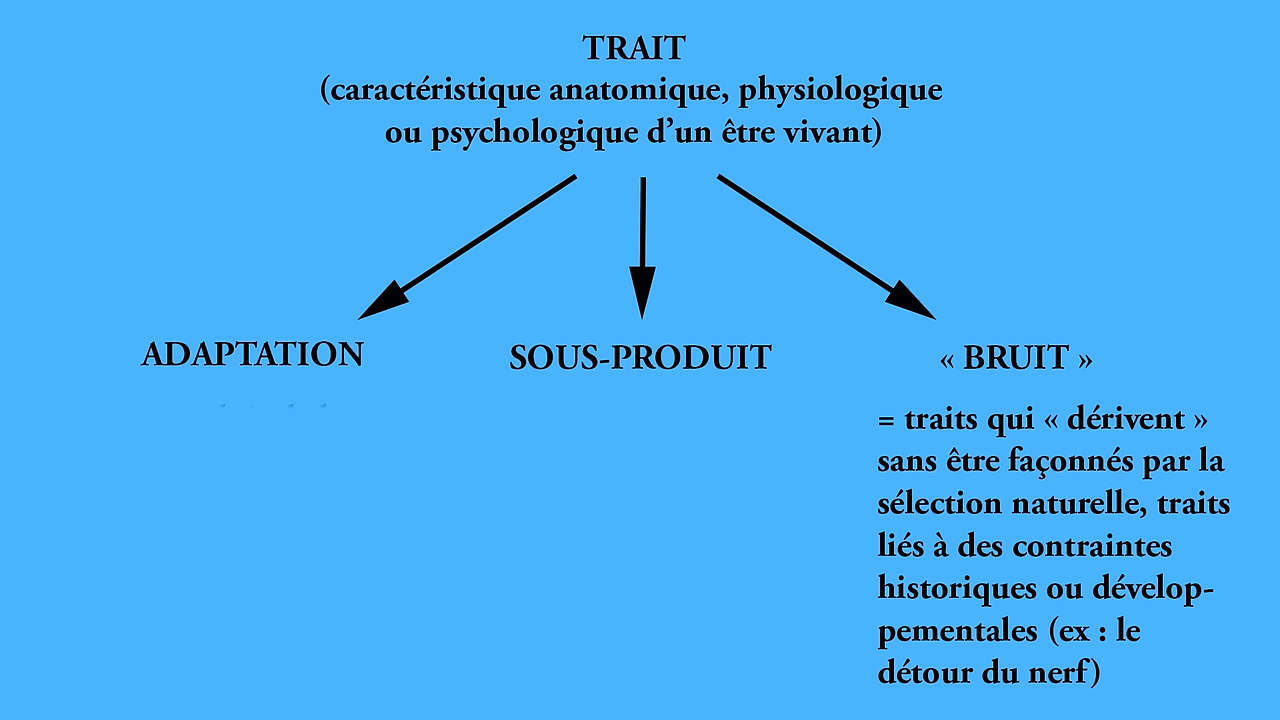 TRAIT
(caractéristique anatomique, physiologique
ou psychologique d’un être vivant)
ADAPTATION
SOUS-PRODUIT
« BRUIT »
= traits qui « dérivent »
sans être façonnés par la
sélection naturelle, traits
liés à des contraintes
historiques ou dévelop-
pementales (ex : le
détour du nerf)